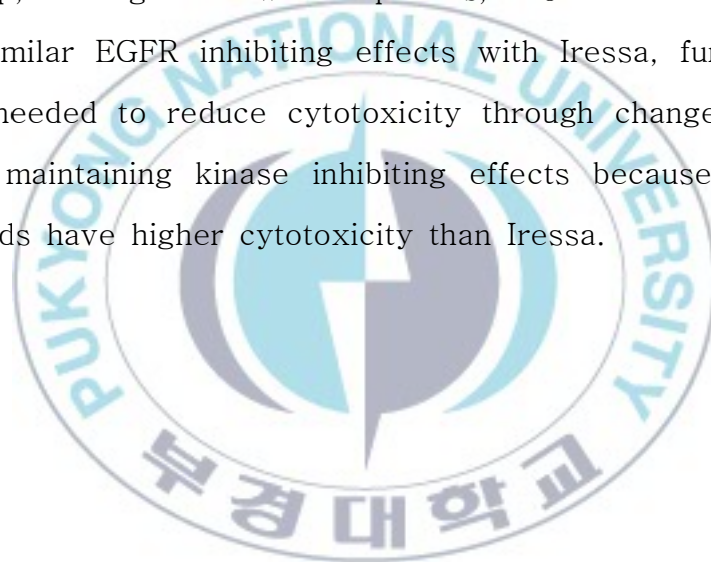 milar EGFR inhibiting effects with Iressa, fur
needed to reduce cytotoxicity through change
maintaining kinase inhibiting effects because
ds have higher cytotoxicity than Iressa.
PUKYONG NATIONAL UNIVERSITY
부경대학교